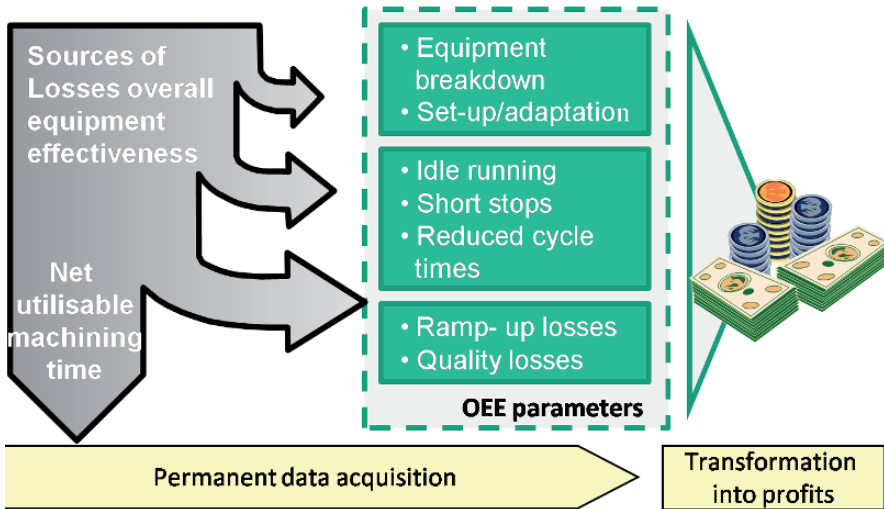 Sources of
Losses overall
equipment
effectiveness
Net
utilisable
machining
time
• Equipment
breakdown
• Set-up/adaptation
• Idle running
• Short stops
• Reduced cycle
times
• Ramp- up losses
• Quality losses
OEE parameters
Permanent data acquisition
Transformation
into profits